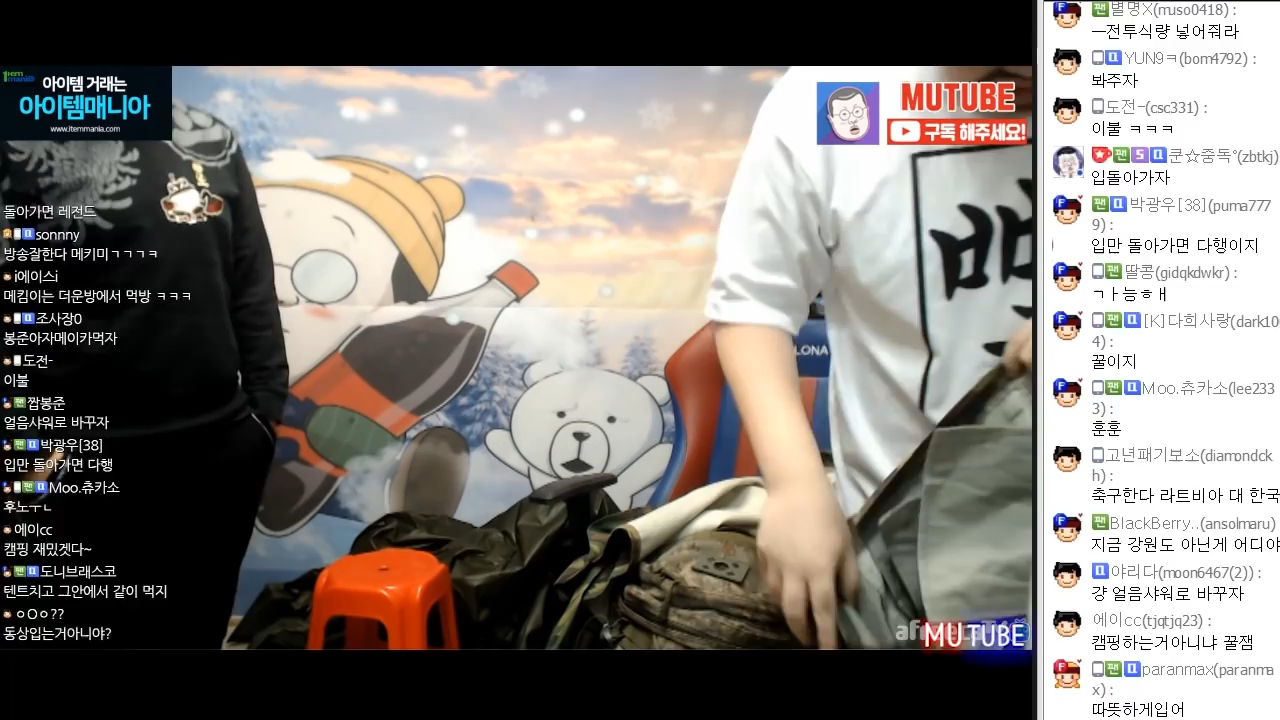 아이템 거래는
아이템매니아
www.itemmania.com
돌아가면 레전드
sonnny
방송잘한다 메키미ㄱㄱㄱㅋ
i에이스i
메킴이는 더운방에서 먹방 ㅋㅋㅋ
조사장0
봉준아자메이카먹자
도전-
이불
짭봉준
얼음샤워로 바꾸자
박광우[38]
입만 돌아가면 다행
Moo.츄카소
후노ㅜㄴ
에이cc
캠핑 재밌겟다~
도니브래스코
텐트치고 그안에서 같이 먹지
ㅇOㅇ??
동상입는거아니야?
MUTUBE
구독 해주세요!
LONA
MUTUBE
별명X(muso0418) :
ㅡ전투식량 넣어줘라
YUN9ㅋ(bom4792) :
봐주자
도전-(csc331) :
이불 ㅋㅋㅋ
쿤☆중독°(zbtkj)
입돌아가자
박광우[38](puma777
9) :
입만 돌아가면 다행이지
딸콩(gidqkdwkr) :
ㄱㅏ능ㅎㅐ
[K]다희사랑(dark100
4) :
꿀이지
Moo.츄카소(lee233
3) :
훈훈
고년패기보소(diamondck
h) :
축구한다 라트비아 대 한국
BlackBerry..(ansolmaru)
지금 강원도 아닌게 어디야
야리다(moon6467(2)) :
걍 얼음샤워로 바꾸자
에이cc(tjqtjq23) :
캠핑하는거아니냐 꿀잼
paranmax(paranma
x) :
따뜻하게입어